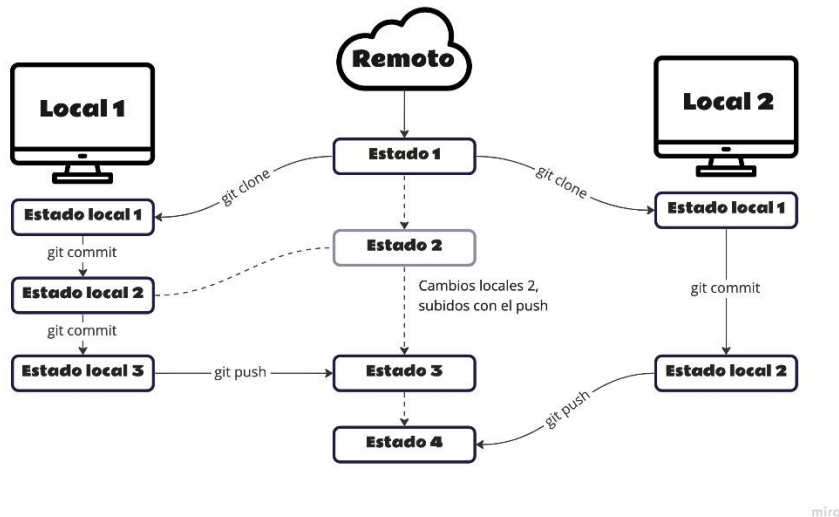 Remoto
Local 1
Local 2
Estado 1
git clone
git clone
Estado local 1
Estado local 1
git commit
Estado 2
Estado local 2
Cambios locales 2,
subidos con el push
git commit
git commit
Estado local 3
git push
Estado 3
Estado local 2
git push
Estado 4
miro